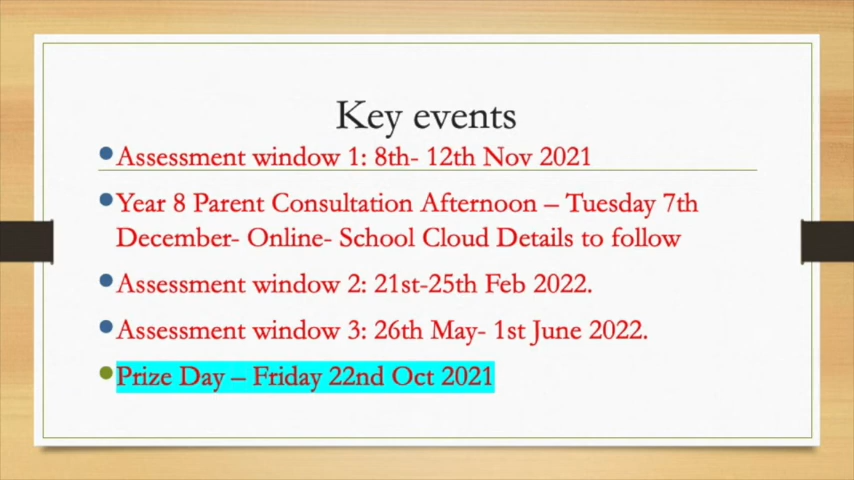 Key events
Assessment window 1: 8th- 12th Nov 2021
Year 8 Parent Consultation Afternoon – Tuesday 7th
December- Online- School Cloud Details to follow
Assessment window 2: 21st-25th Feb 2022.
Assessment window 3: 26th May- 1st June 2022.
Prize Day – Friday 22nd Oct 2021